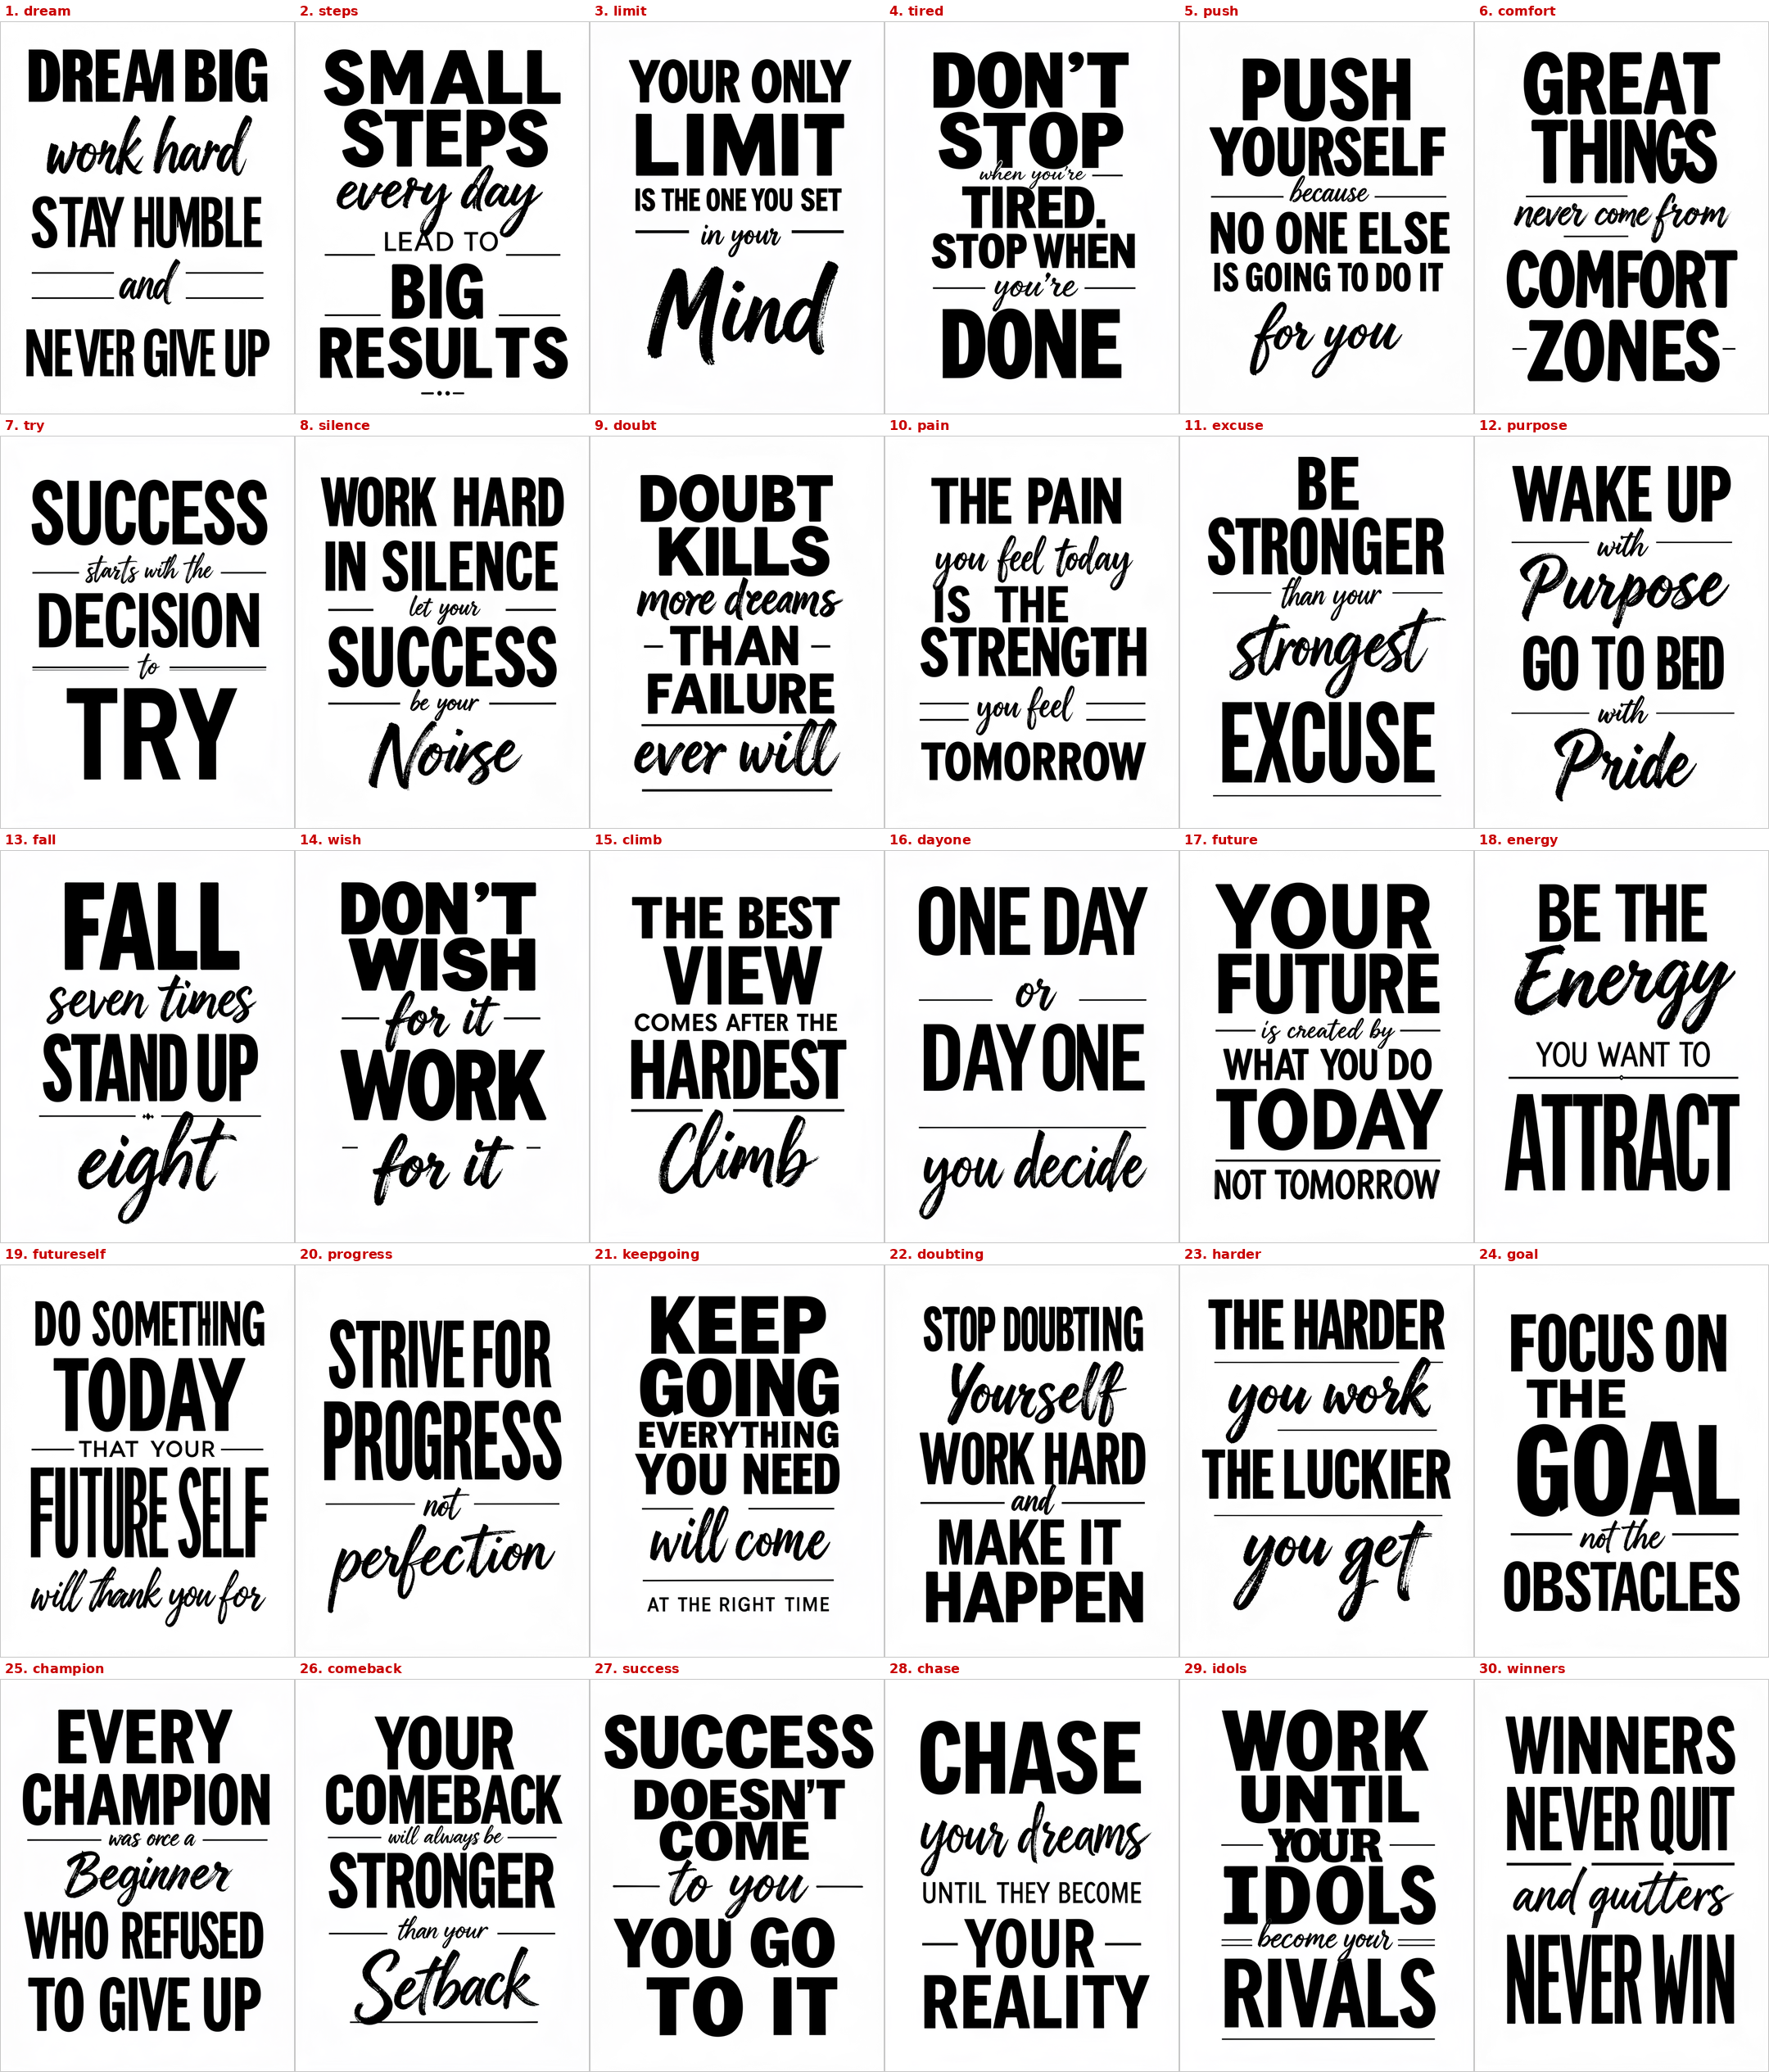 1. dream
DREAM BIG
work hard
STAY HUMBLE
and
NEVER GIVE UP
2. steps
SMALL
STEPS
every day
LEAD TO
BIG
RESULTS
3. limit
YOUR ONLY
LIMIT
IS THE ONE YOU SET
in your
Mind
4. tired
DON'T
STOP
when you're
TIRED.
STOP WHEN
you're
DONE
5. push
PUSH
YOURSELF
because
NO ONE ELSE
IS GOING TO DO IT
for you
6. comfort
GREAT
THINGS
never come from
COMFORT
ZONES
7. try
SUCCESS
starts with the
DECISION
to
TRY
8. silence
WORK HARD
IN SILENCE
let your
SUCCESS
be your
Noirse
9. doubt
DOUBT
KILLS
more dreams
THAN
FAILURE
ever will
10. pain
THE PAIN
you feel today
IS THE
STRENGTH
you feel
TOMORROW
11. excuse
BE
STRONGER
than your
strongest
EXCUSE
12. purpose
WAKE UP
with
Purpose
GO TO BED
with
Pride
13. fall
FALL
seven times
STAND UP
eight
14. wish
DON'T
WISH
for it
WORK
for it
15. climb
THE BEST
VIEW
COMES AFTER THE
HARDEST
Climb
16. dayone
ONE DAY
or
DAY ONE
you decide
17. future
YOUR
FUTURE
is created by
WHAT YOU DO
TODAY
NOT TOMORROW
18. energy
BE THE
Energy
YOU WANT TO
ATTRACT
19. futureself
DO SOMETHING
TODAY
THAT YOUR
FUTURE SELF
will thank you for
20. progress
STRIVE FOR
PROGRESS
not
perfection
21. keepgoing
KEEP
GOING
EVERYTHING
YOU NEED
will come
AT THE RIGHT TIME
22. doubting
STOP DOUBTING
Yourself
WORK HARD
and
MAKE IT
HAPPEN
23. harder
THE HARDER
you work
THE LUCKIER
you get
24. goal
FOCUS ON
THE
GOAL
not the
OBSTACLES
25. champion
EVERY
CHAMPION
was once a
Beginner
WHO REFUSED
TO GIVE UP
26. comeback
YOUR
COMEBACK
will always be
STRONGER
than your
Setback
27. success
SUCCESS
DOESN'T
COME
to you
YOU GO
TO IT
28. chase
CHASE
your dreams
UNTIL THEY BECOME
YOUR
REALITY
29. idols
WORK
UNTIL
YOUR
IDOLS
become your
RIVALS
30. winners
WINNERS
NEVER QUIT
and quitters
NEVER WIN